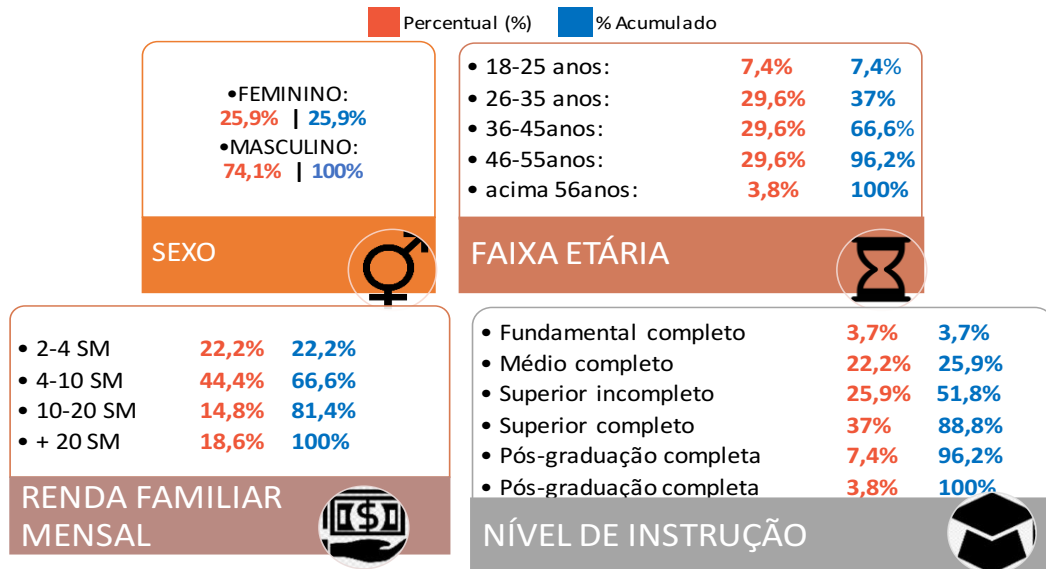 Percentual (%) % Acumulado
•FEMININO:
25,9% | 25,9%
•MASCULINO:
74,1% | 100%
SEXO
• 18-25 anos: 7,4% 7,4%
• 26-35 anos: 29,6% 37%
• 36-45anos: 29,6% 66,6%
• 46-55anos: 29,6% 96,2%
• acima 56anos: 3,8% 100%
FAIXA ETÁRIA
• 2-4 SM 22,2% 22,2%
• 4-10 SM 44,4% 66,6%
• 10-20 SM 14,8% 81,4%
• + 20 SM 18,6% 100%
RENDA FAMILIAR
MENSAL
• Fundamental completo 3,7% 3,7%
• Médio completo 22,2% 25,9%
• Superior incompleto 25,9% 51,8%
• Superior completo 37% 88,8%
• Pós-graduação completa 7,4% 96,2%
• Pós-graduação completa 3,8% 100%
NÍVEL DE INSTRUÇÃO